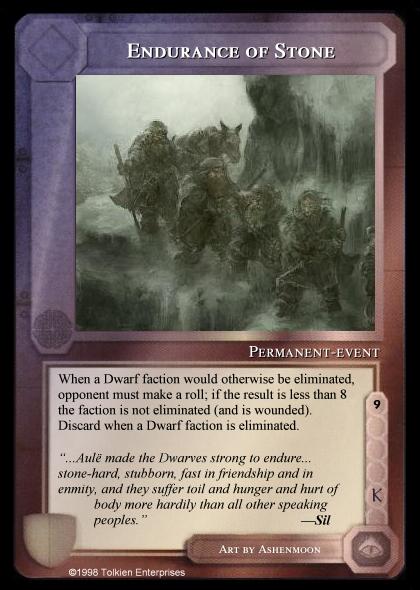 ENDURANCE OF STONE
PERMANENT-EVENT
When a Dwarf faction would otherwise be eliminated,
opponent must make a roll; if the result is less than 8
the faction is not eliminated (and is wounded).
Discard when a Dwarf faction is eliminated.
9
“...Aulë made the Dwarves strong to endure...
stone-hard, stubborn, fast in friendship and in
enmity, and they suffer toil and hunger and hurt of
body more hardily than all other speaking
peoples.” —Sil
K
ART BY ASHENMOON
©1998 Tolkien Enterprises